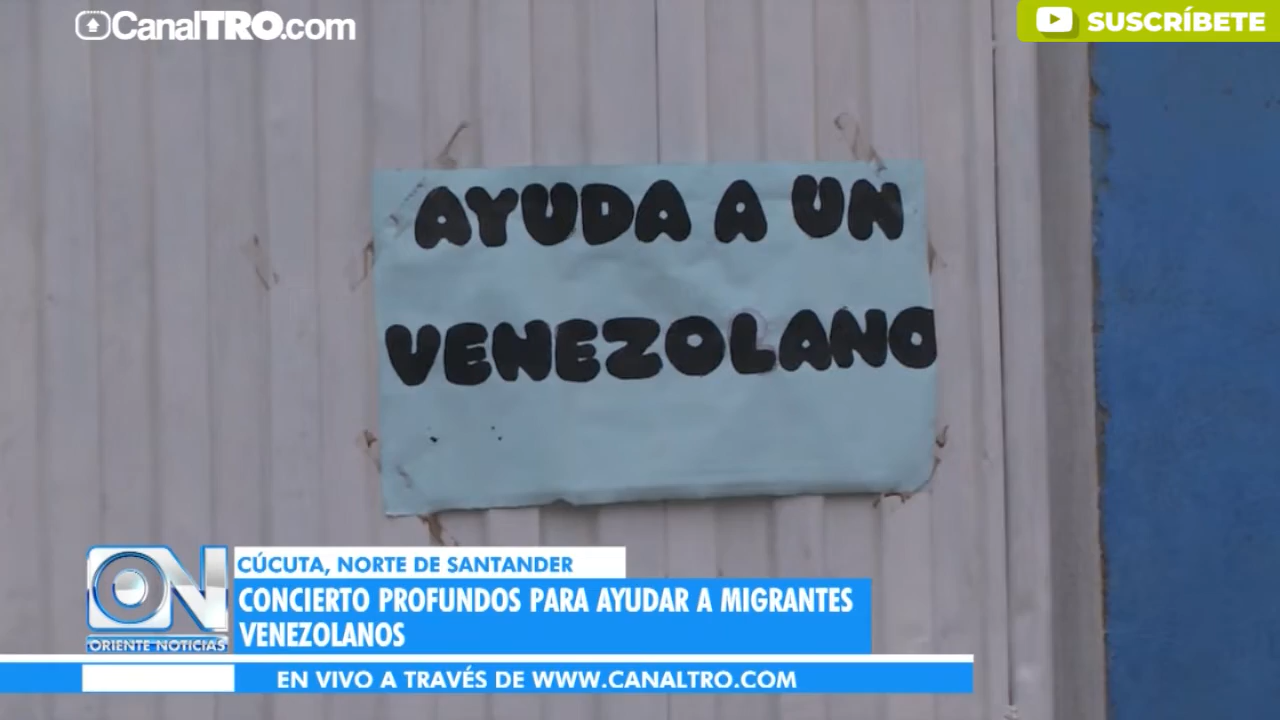 CanalTRO.com
SUSCRÍBETE
AYUDA A UN
VENEZOLANO
ON
ORIENTE NOTICIAS
CÚCUTA, NORTE DE SANTANDER
CONCIERTO PROFUNDOS PARA AYUDAR A MIGRANTES
VENEZOLANOS
EN VIVO A TRAVÉS DE WWW.CANALTRO.COM